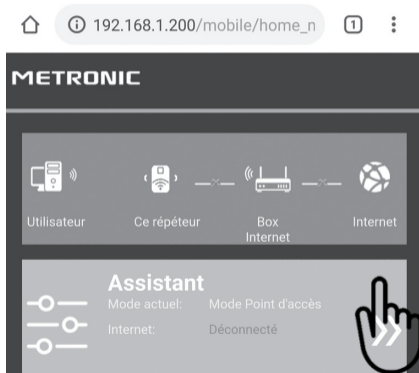 192.168.1.200/mobile/home_n
1
METRONIC
Utilisateur
Ce répéteur
Box
Internet
Internet
Assistant
Mode actuel: Mode Point d'accès
Internet: Déconnecté